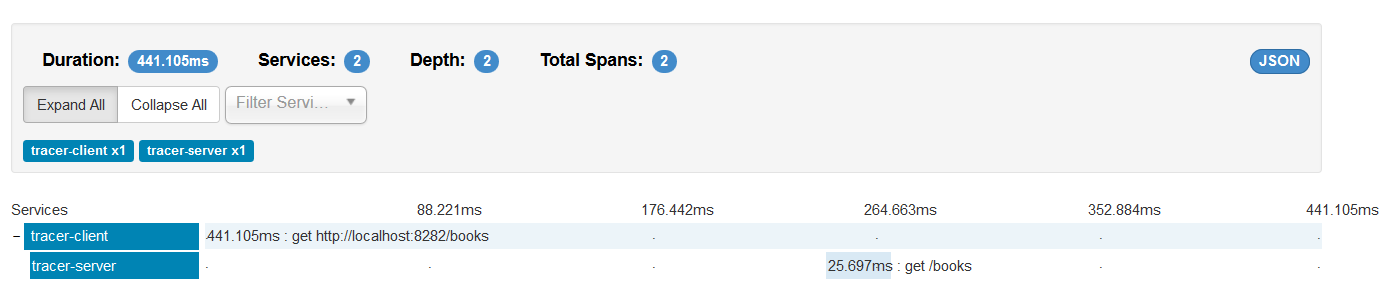 Duration: 441.105ms Services: 2 Depth: 2 Total Spans: 2 JSON
Expand All Collapse All Filter Servi...
tracer-client x1 tracer-server x1
Services 88.221ms 176.442ms 264.663ms 352.884ms 441.105ms
- tracer-client .441.105ms : get http://localhost:8282/books . . . .
tracer-server . . . 25.697ms : get /books . .